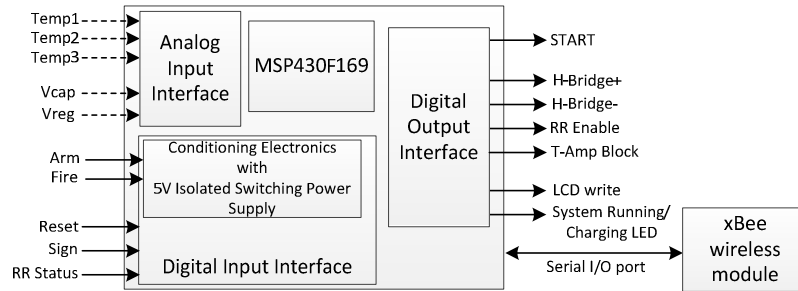 Temp1
Temp2
Temp3
Vcap
Vreg
Arm
Fire
Reset
Sign
RR Status
Analog
Input
Interface
MSP430F169
Conditioning Electronics
with
5V Isolated Switching Power
Supply
Digital Input Interface
Digital
Output
Interface
START
H-Bridge+
H-Bridge-
RR Enable
T-Amp Block
LCD write
System Running/
Charging LED
Serial I/O port
xBee
wireless
module